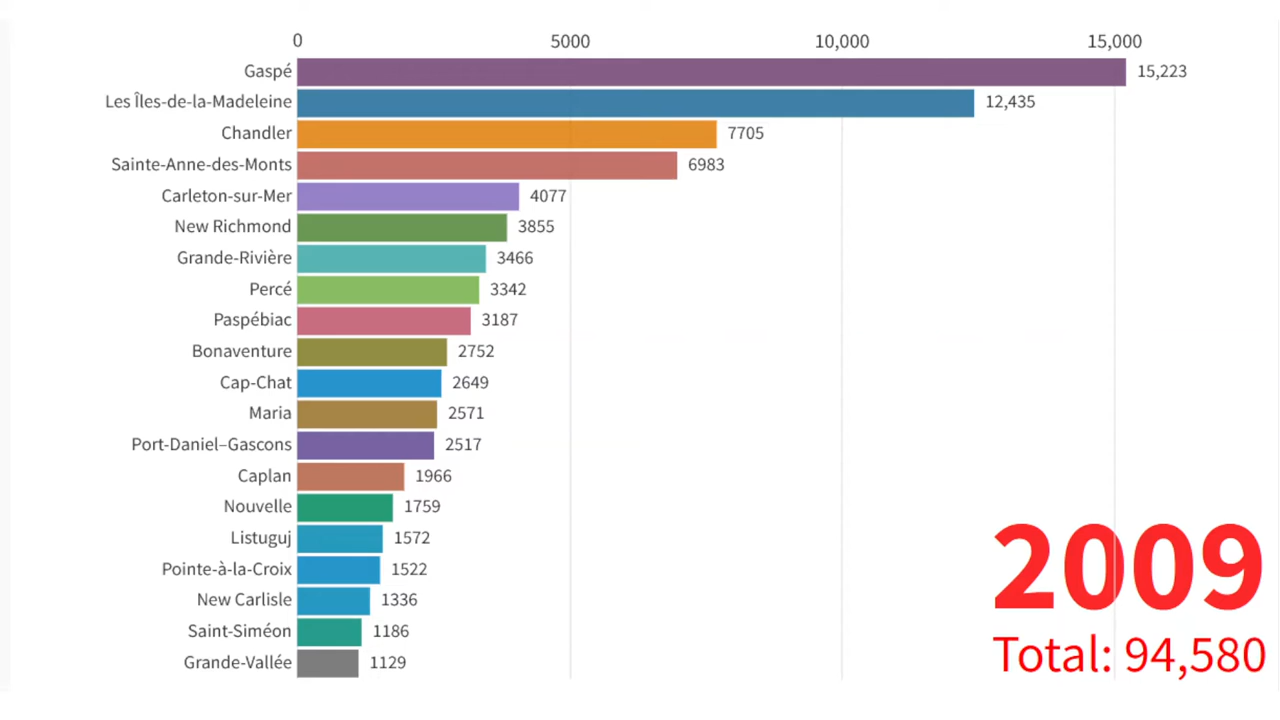 0 5000 10,000 15,000
Gaspé 15,223
Les Îles-de-la-Madeleine 12,435
Chandler 7705
Sainte-Anne-des-Monts 6983
Carleton-sur-Mer 4077
New Richmond 3855
Grande-Rivière 3466
Percé 3342
Paspébiac 3187
Bonaventure 2752
Cap-Chat 2649
Maria 2571
Port-Daniel–Gascons 2517
Caplan 1966
Nouvelle 1759
Listuguj 1572
Pointe-à-la-Croix 1522
New Carlisle 1336
Saint-Siméon 1186
Grande-Vallée 1129
2009
Total: 94,580